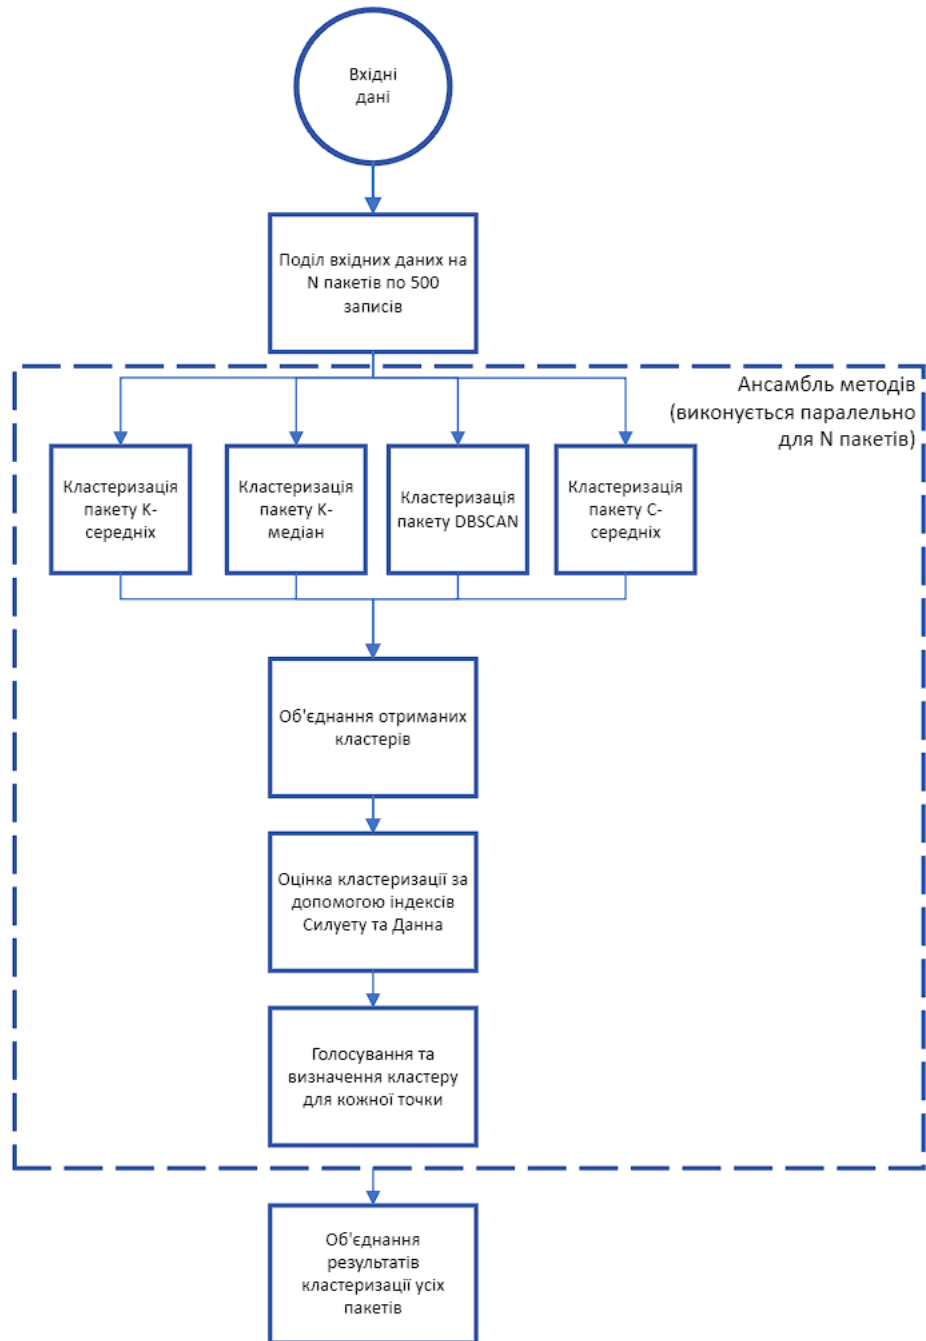 Вхідні
дані
Поділ вхідних даних на
N пакетів по 500
записів
Ансамбль методів
(виконується паралельно
для N пакетів)
Кластеризація
пакету К-
середніх
Кластеризація
пакету К-
медіан
Кластеризація
пакету DBSCAN
Кластеризація
пакету С-
середніх
Об'єднання отриманих
кластерів
Оцінка кластеризації за
допомогою індексів
Силуету та Данна
Голосування та
визначення кластеру
для кожної точки
Об'єднання
результатів
кластеризації усіх
пакетів